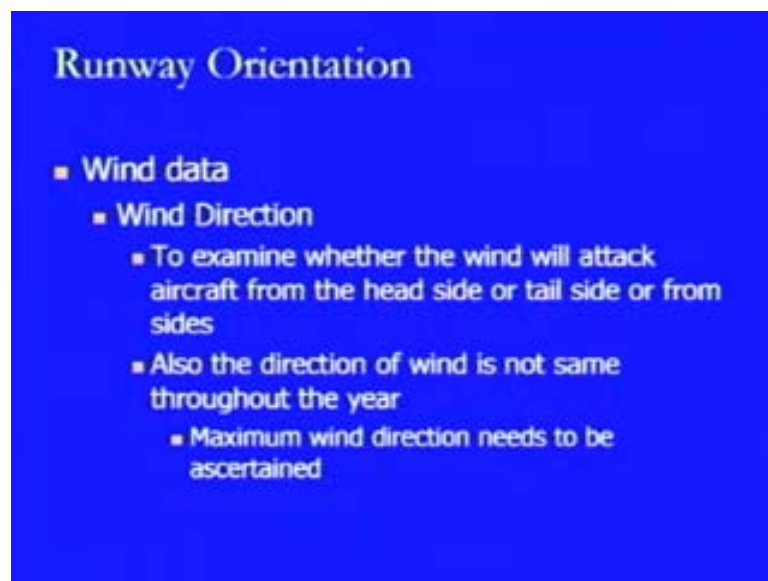 Runway Orientation
Wind data
Wind Direction
To examine whether the wind will attack
aircraft from the head side or tail side or from
sides
Also the direction of wind is not same
throughout the year
Maximum wind direction needs to be
ascertained